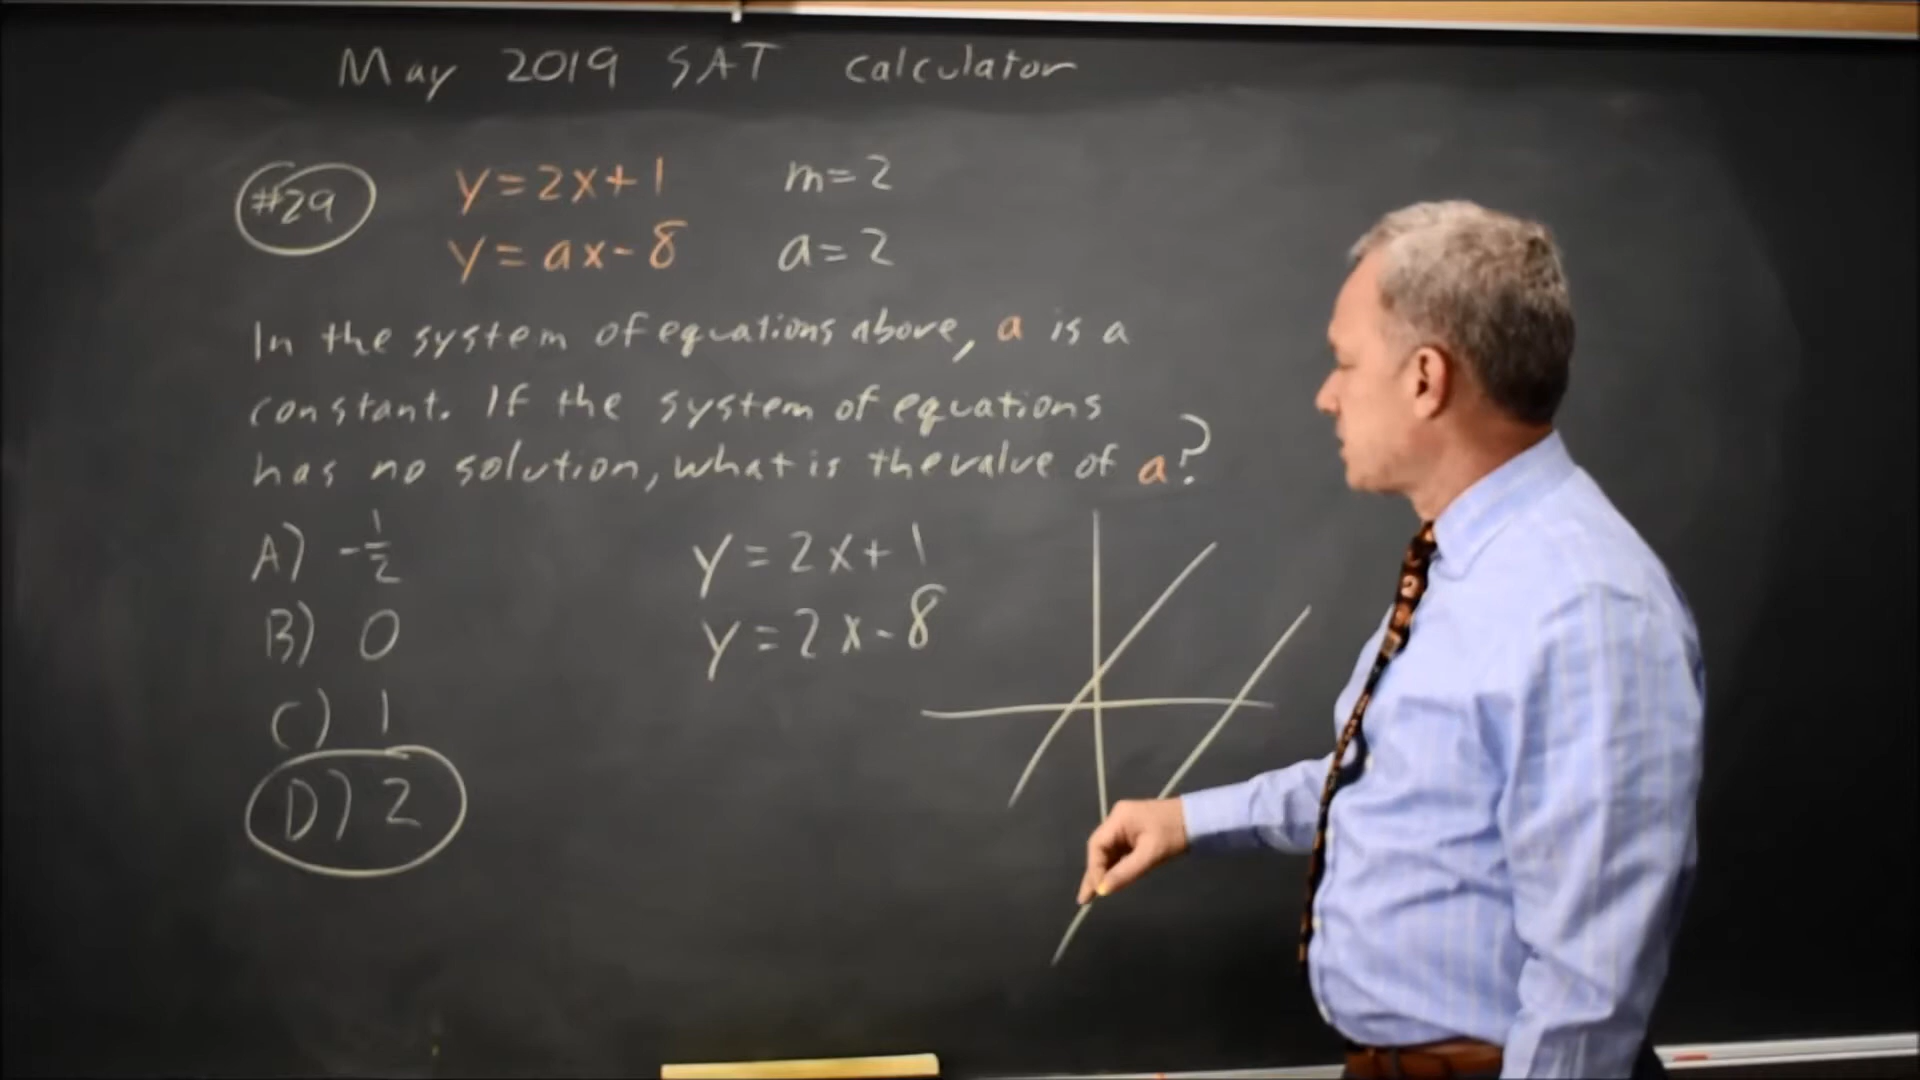 May 2019 SAT calculator
#29 y=2x+1 m=2
y=ax-8 a=2
In the system of equations above, a is a
constant. If the system of equations
has no solution, what is the value of a?
A) -1/2 y=2x+1
B) 0 y=2x-8
C) 1
D) 2